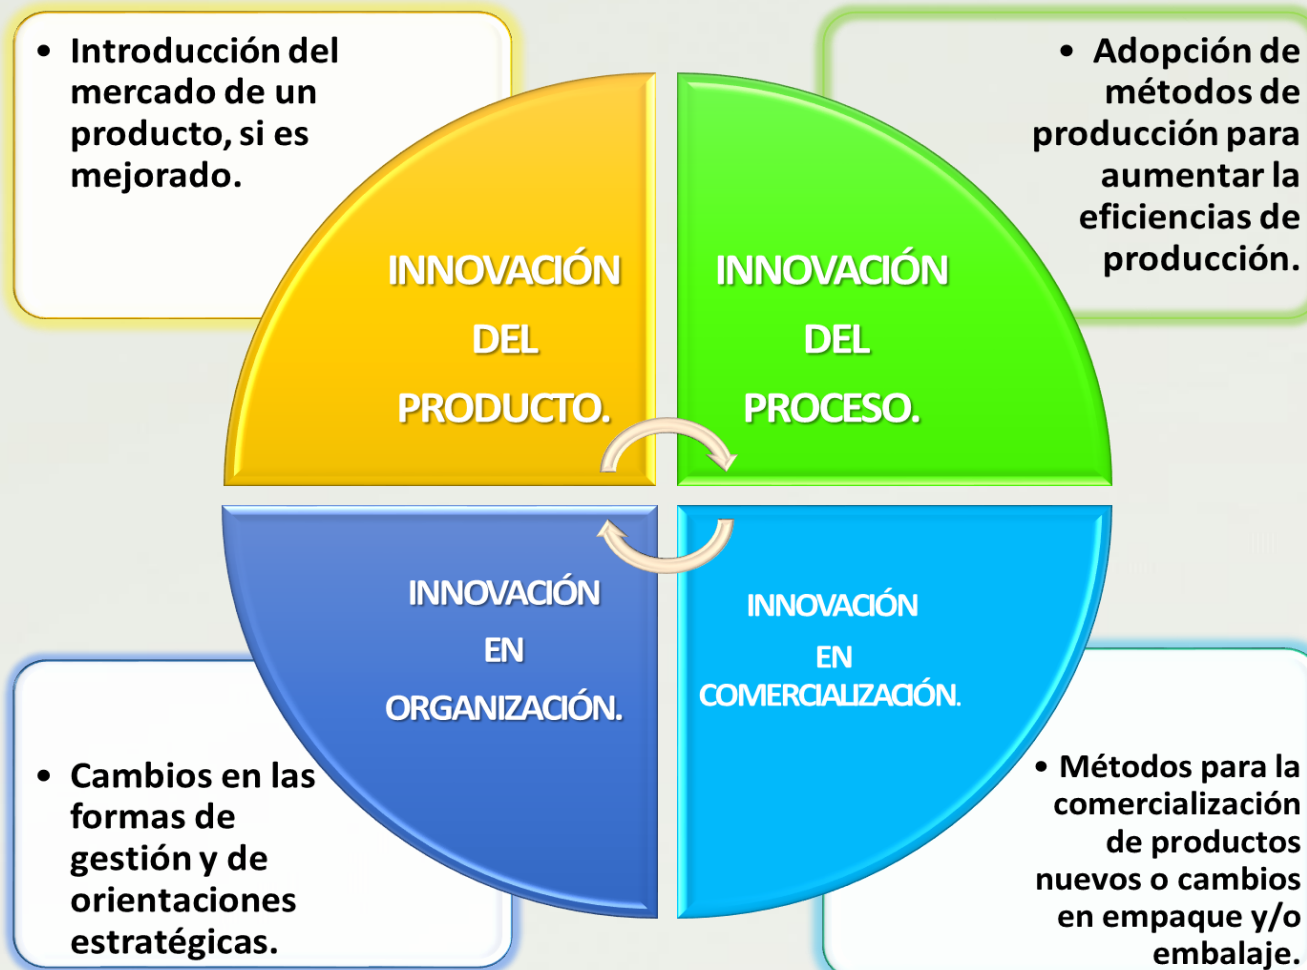 • Introducción del
mercado de un
producto, si es
mejorado.
• Adopción de
métodos de
producción para
aumentar la
eficiencias de
producción.
INNOVACIÓN
DEL
PRODUCTO.
INNOVACIÓN
DEL
PROCESO.
INNOVACIÓN
EN
ORGANIZACIÓN.
INNOVACIÓN
EN
COMERCIALIZACIÓN.
• Cambios en las
formas de
gestión y de
orientaciones
estratégicas.
• Métodos para la
comercialización
de productos
nuevos o cambios
en empaque y/o
embalaje.